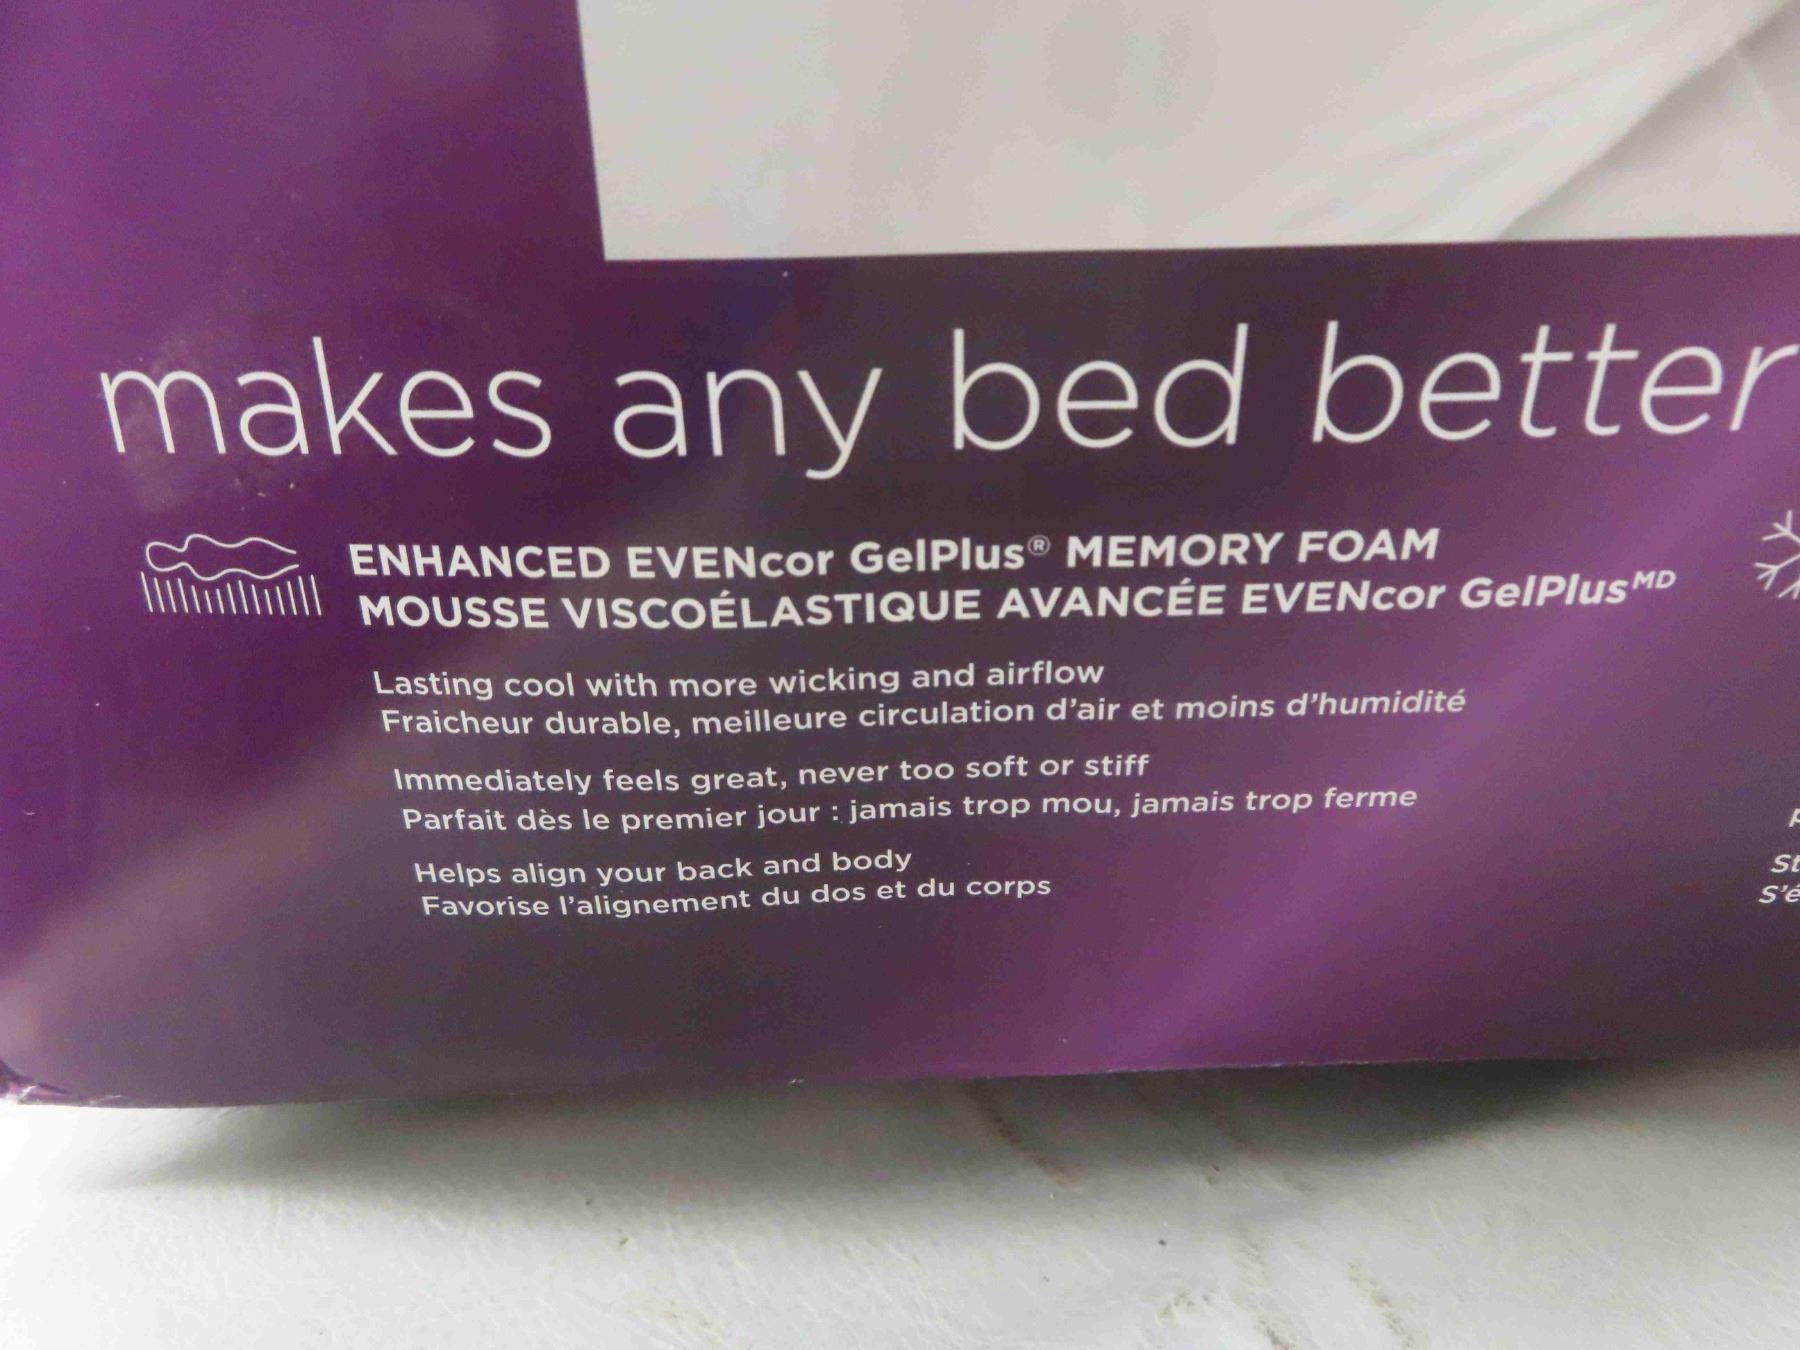 makes any bed better
ENHANCED EVENcor GelPlus® MEMORY FOAM
MOUSSE VISCOÉLASTIQUE AVANCÉE EVENcor GelPlusMD
Lasting cool with more wicking and airflow
Fraicheur durable, meilleure circulation d'air et moins d'humidité
Immediately feels great, never too soft or stiff
Parfait dès le premier jour : jamais trop mou, jamais trop ferme
Helps align your back and body
Favorise l'alignement du dos et du corps